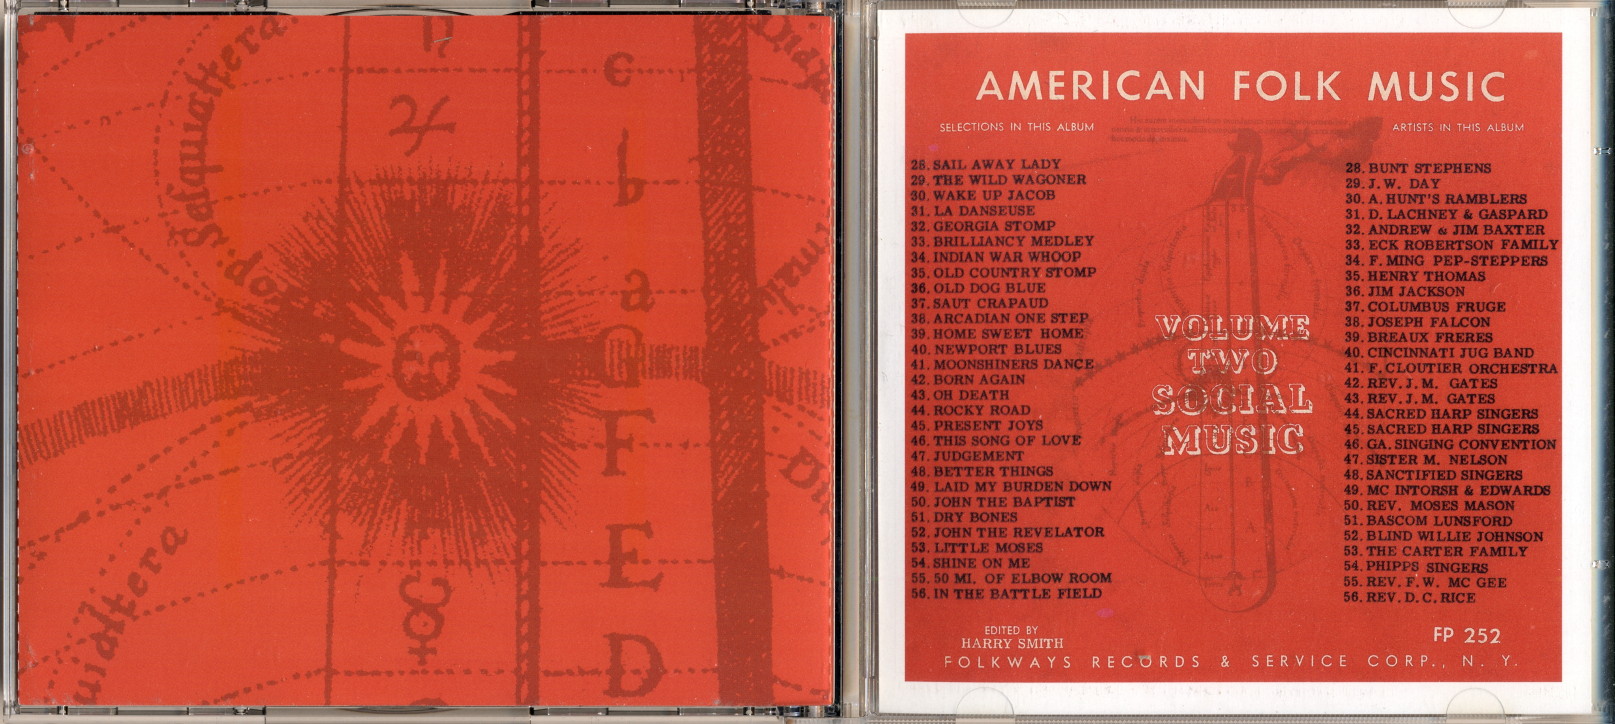 Salquialtera
dop
c
b
a
G
F
E
D
uialtera
AMERICAN FOLK MUSIC
SELECTIONS IN THIS ALBUM
ARTISTS IN THIS ALBUM
28. SAIL AWAY LADY
29. THE WILD WAGONER
30. WAKE UP JACOB
31. LA DANSEUSE
32. GEORGIA STOMP
33. BRILLIANCY MEDLEY
34. INDIAN WAR WHOOP
35. OLD COUNTRY STOMP
36. OLD DOG BLUE
37. SAUT CRAPAUD
38. ARCADIAN ONE STEP
39. HOME SWEET HOME
40. NEWPORT BLUES
41. MOONSHINERS DANCE
42. BORN AGAIN
43. OH DEATH
44. ROCKY ROAD
45. PRESENT JOYS
46. THIS SONG OF LOVE
47. JUDGEMENT
48. BETTER THINGS
49. LAID MY BURDEN DOWN
50. JOHN THE BAPTIST
51. DRY BONES
52. JOHN THE REVELATOR
53. LITTLE MOSES
54. SHINE ON ME
55. 50 MI. OF ELBOW ROOM
56. IN THE BATTLE FIELD
VOLUME
TWO
SOCIAL
MUSIC
28. BUNT STEPHENS
29. J. W. DAY
30. A. HUNT'S RAMBLERS
31. D. LACHNEY & GASPARD
32. ANDREW & JIM BAXTER
33. ECK ROBERTSON FAMILY
34. F. MING PEP-STEPPERS
35. HENRY THOMAS
36. JIM JACKSON
37. COLUMBUS FRUGE
38. JOSEPH FALCON
39. BREAUX FRERES
40. CINCINNATI JUG BAND
41. F. CLOUTIER ORCHESTRA
42. REV. J. M. GATES
43. REV. J. M. GATES
44. SACRED HARP SINGERS
45. SACRED HARP SINGERS
46. GA. SINGING CONVENTION
47. SISTER M. NELSON
48. SANCTIFIED SINGERS
49. MC INTORSH & EDWARDS
50. REV. MOSES MASON
51. BASCOM LUNSFORD
52. BLIND WILLIE JOHNSON
53. THE CARTER FAMILY
54. PHIPPS SINGERS
55. REV. F. W. MC GEE
56. REV. D. C. RICE
EDITED BY
HARRY SMITH
FP 252
FOLKWAYS RECORDS & SERVICE CORP., N. Y.